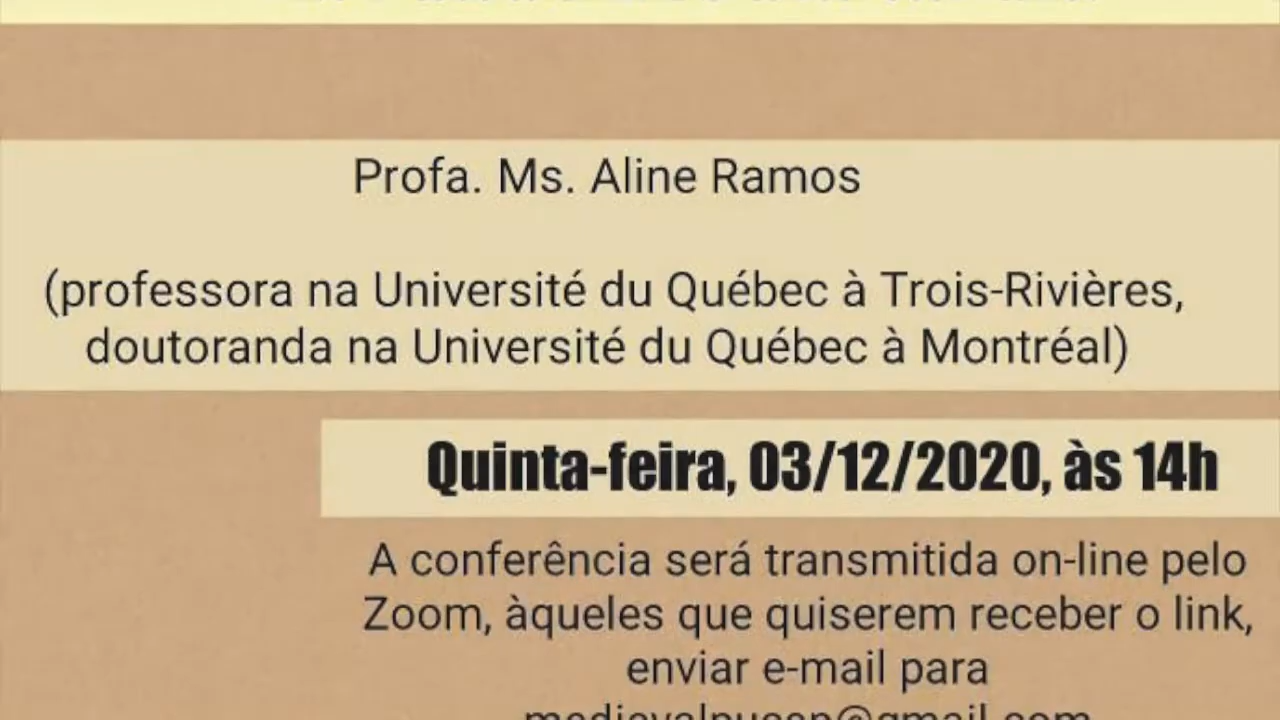 Profa. Ms. Aline Ramos
(professora na Université du Québec à Trois-Rivières,
doutoranda na Université du Québec à Montréal)
Quinta-feira, 03/12/2020, às 14h
A conferência será transmitida on-line pelo
Zoom, àqueles que quiserem receber o link,
enviar e-mail para